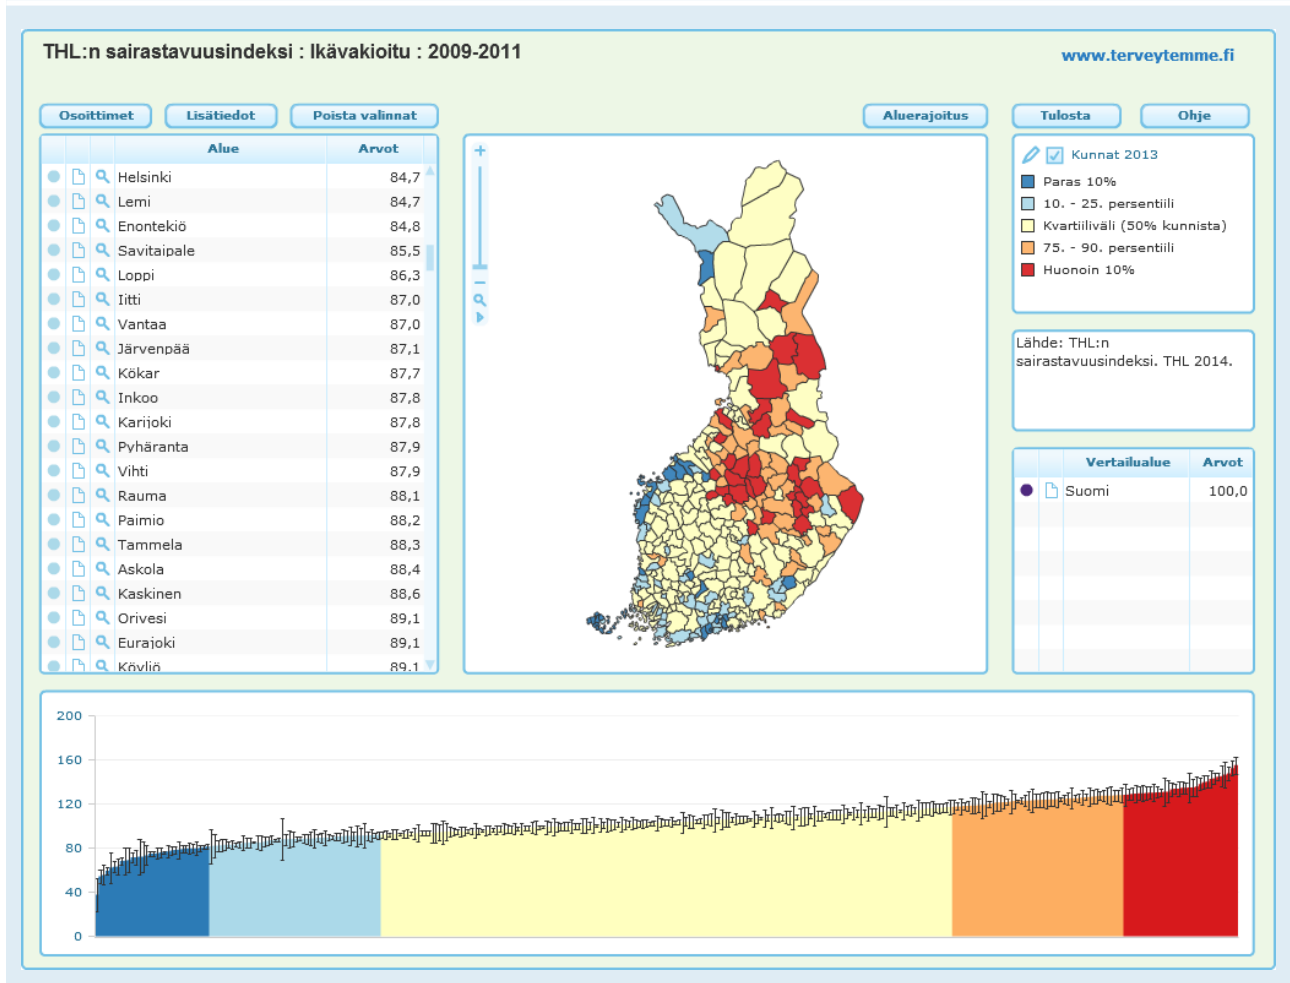 THL:n sairastavuusindeksi : Ikävakioitu : 2009-2011
www.terveytemme.fi
Osoittimet
Lisätiedot
Poista valinnat
Aluerajoitus
Tulosta
Ohje
Alue Arvot
Helsinki 84,7
Lemi 84,7
Enontekiö 84,8
Savitaipale 85,5
Loppi 86,3
Iitti 87,0
Vantaa 87,0
Järvenpää 87,1
Kökar 87,7
Inkoo 87,8
Karijoki 87,8
Pyhäranta 87,9
Vihti 87,9
Rauma 88,1
Paimio 88,2
Tammela 88,3
Askola 88,4
Kaskinen 88,6
Orivesi 89,1
Eurajoki 89,1
Köyliö 89,1
Kunnat 2013
Paras 10%
10. - 25. persentiili
Kvartiiliväli (50% kunnista)
75. - 90. persentiili
Huonoin 10%
Lähde: THL:n
sairastavuusindeksi. THL 2014.
Vertailualue Arvot
Suomi 100,0
200
160
120
80
40
0